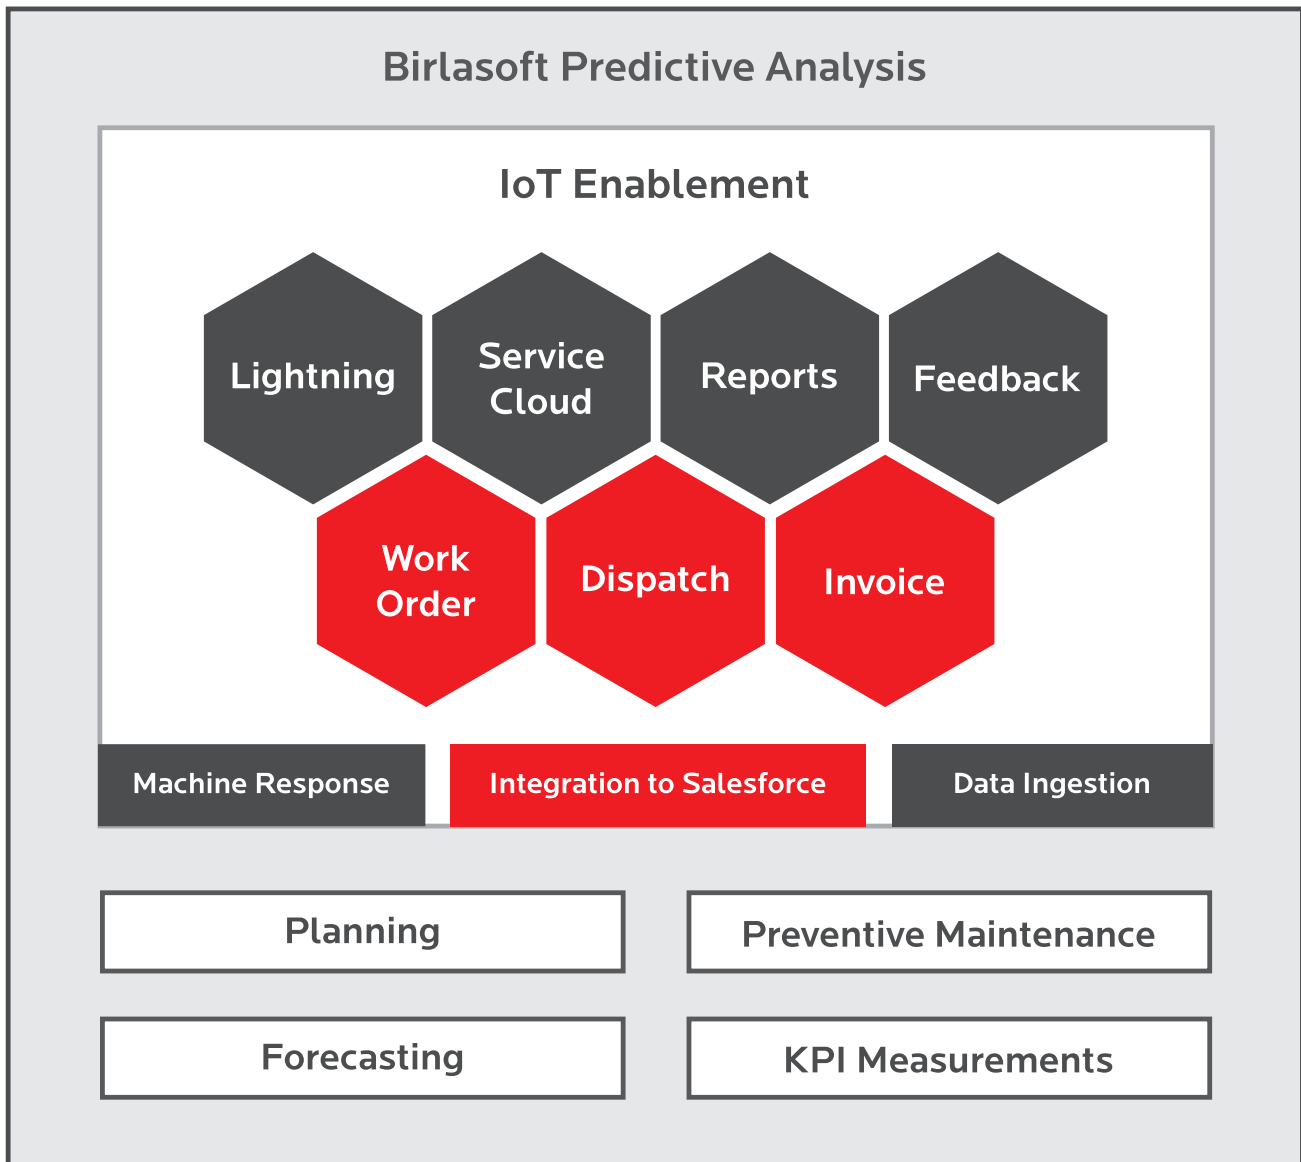 Birlasoft Predictive Analysis
IoT Enablement
Lightning
Service
Cloud
Reports
Feedback
Work
Order
Dispatch
Invoice
Machine Response
Integration to Salesforce
Data Ingestion
Planning
Preventive Maintenance
Forecasting
KPI Measurements